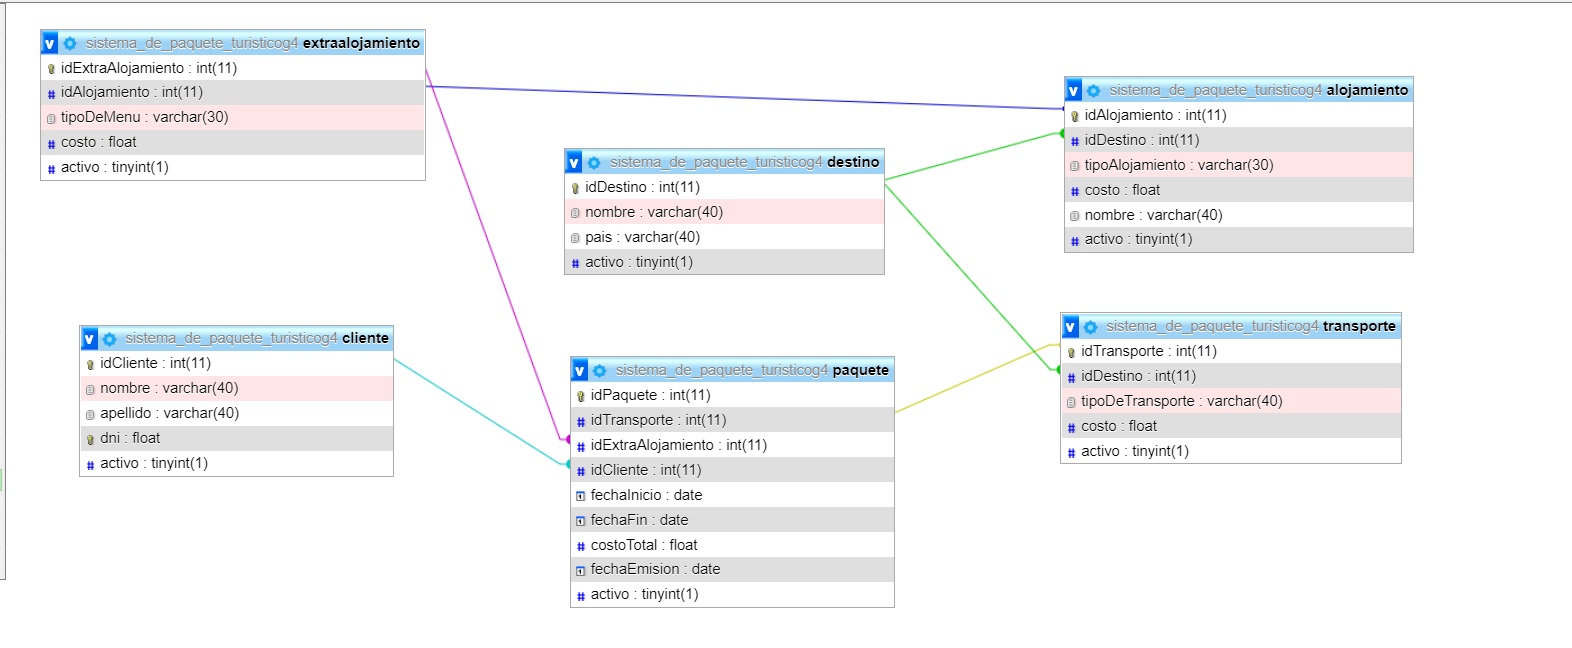 sistema_de_paquete_turisticog4 extraalojamiento
idExtraAlojamiento : int(11)
idAlojamiento : int(11)
tipoDeMenu : varchar(30)
costo : float
activo : tinyint(1)
sistema_de_paquete_turisticog4 alojamiento
idAlojamiento : int(11)
idDestino : int(11)
tipoAlojamiento : varchar(30)
costo : float
nombre : varchar(40)
activo : tinyint(1)
sistema_de_paquete_turisticog4 destino
idDestino : int(11)
nombre : varchar(40)
pais : varchar(40)
activo : tinyint(1)
sistema_de_paquete_turisticog4 cliente
idCliente : int(11)
nombre : varchar(40)
apellido : varchar(40)
dni : float
activo : tinyint(1)
sistema_de_paquete_turisticog4 paquete
idPaquete : int(11)
idTransporte : int(11)
idExtraAlojamiento : int(11)
idCliente : int(11)
fechaInicio : date
fechaFin : date
costoTotal : float
fechaEmision : date
activo : tinyint(1)
sistema_de_paquete_turisticog4 transporte
idTransporte : int(11)
idDestino : int(11)
tipoDeTransporte : varchar(40)
costo : float
activo : tinyint(1)